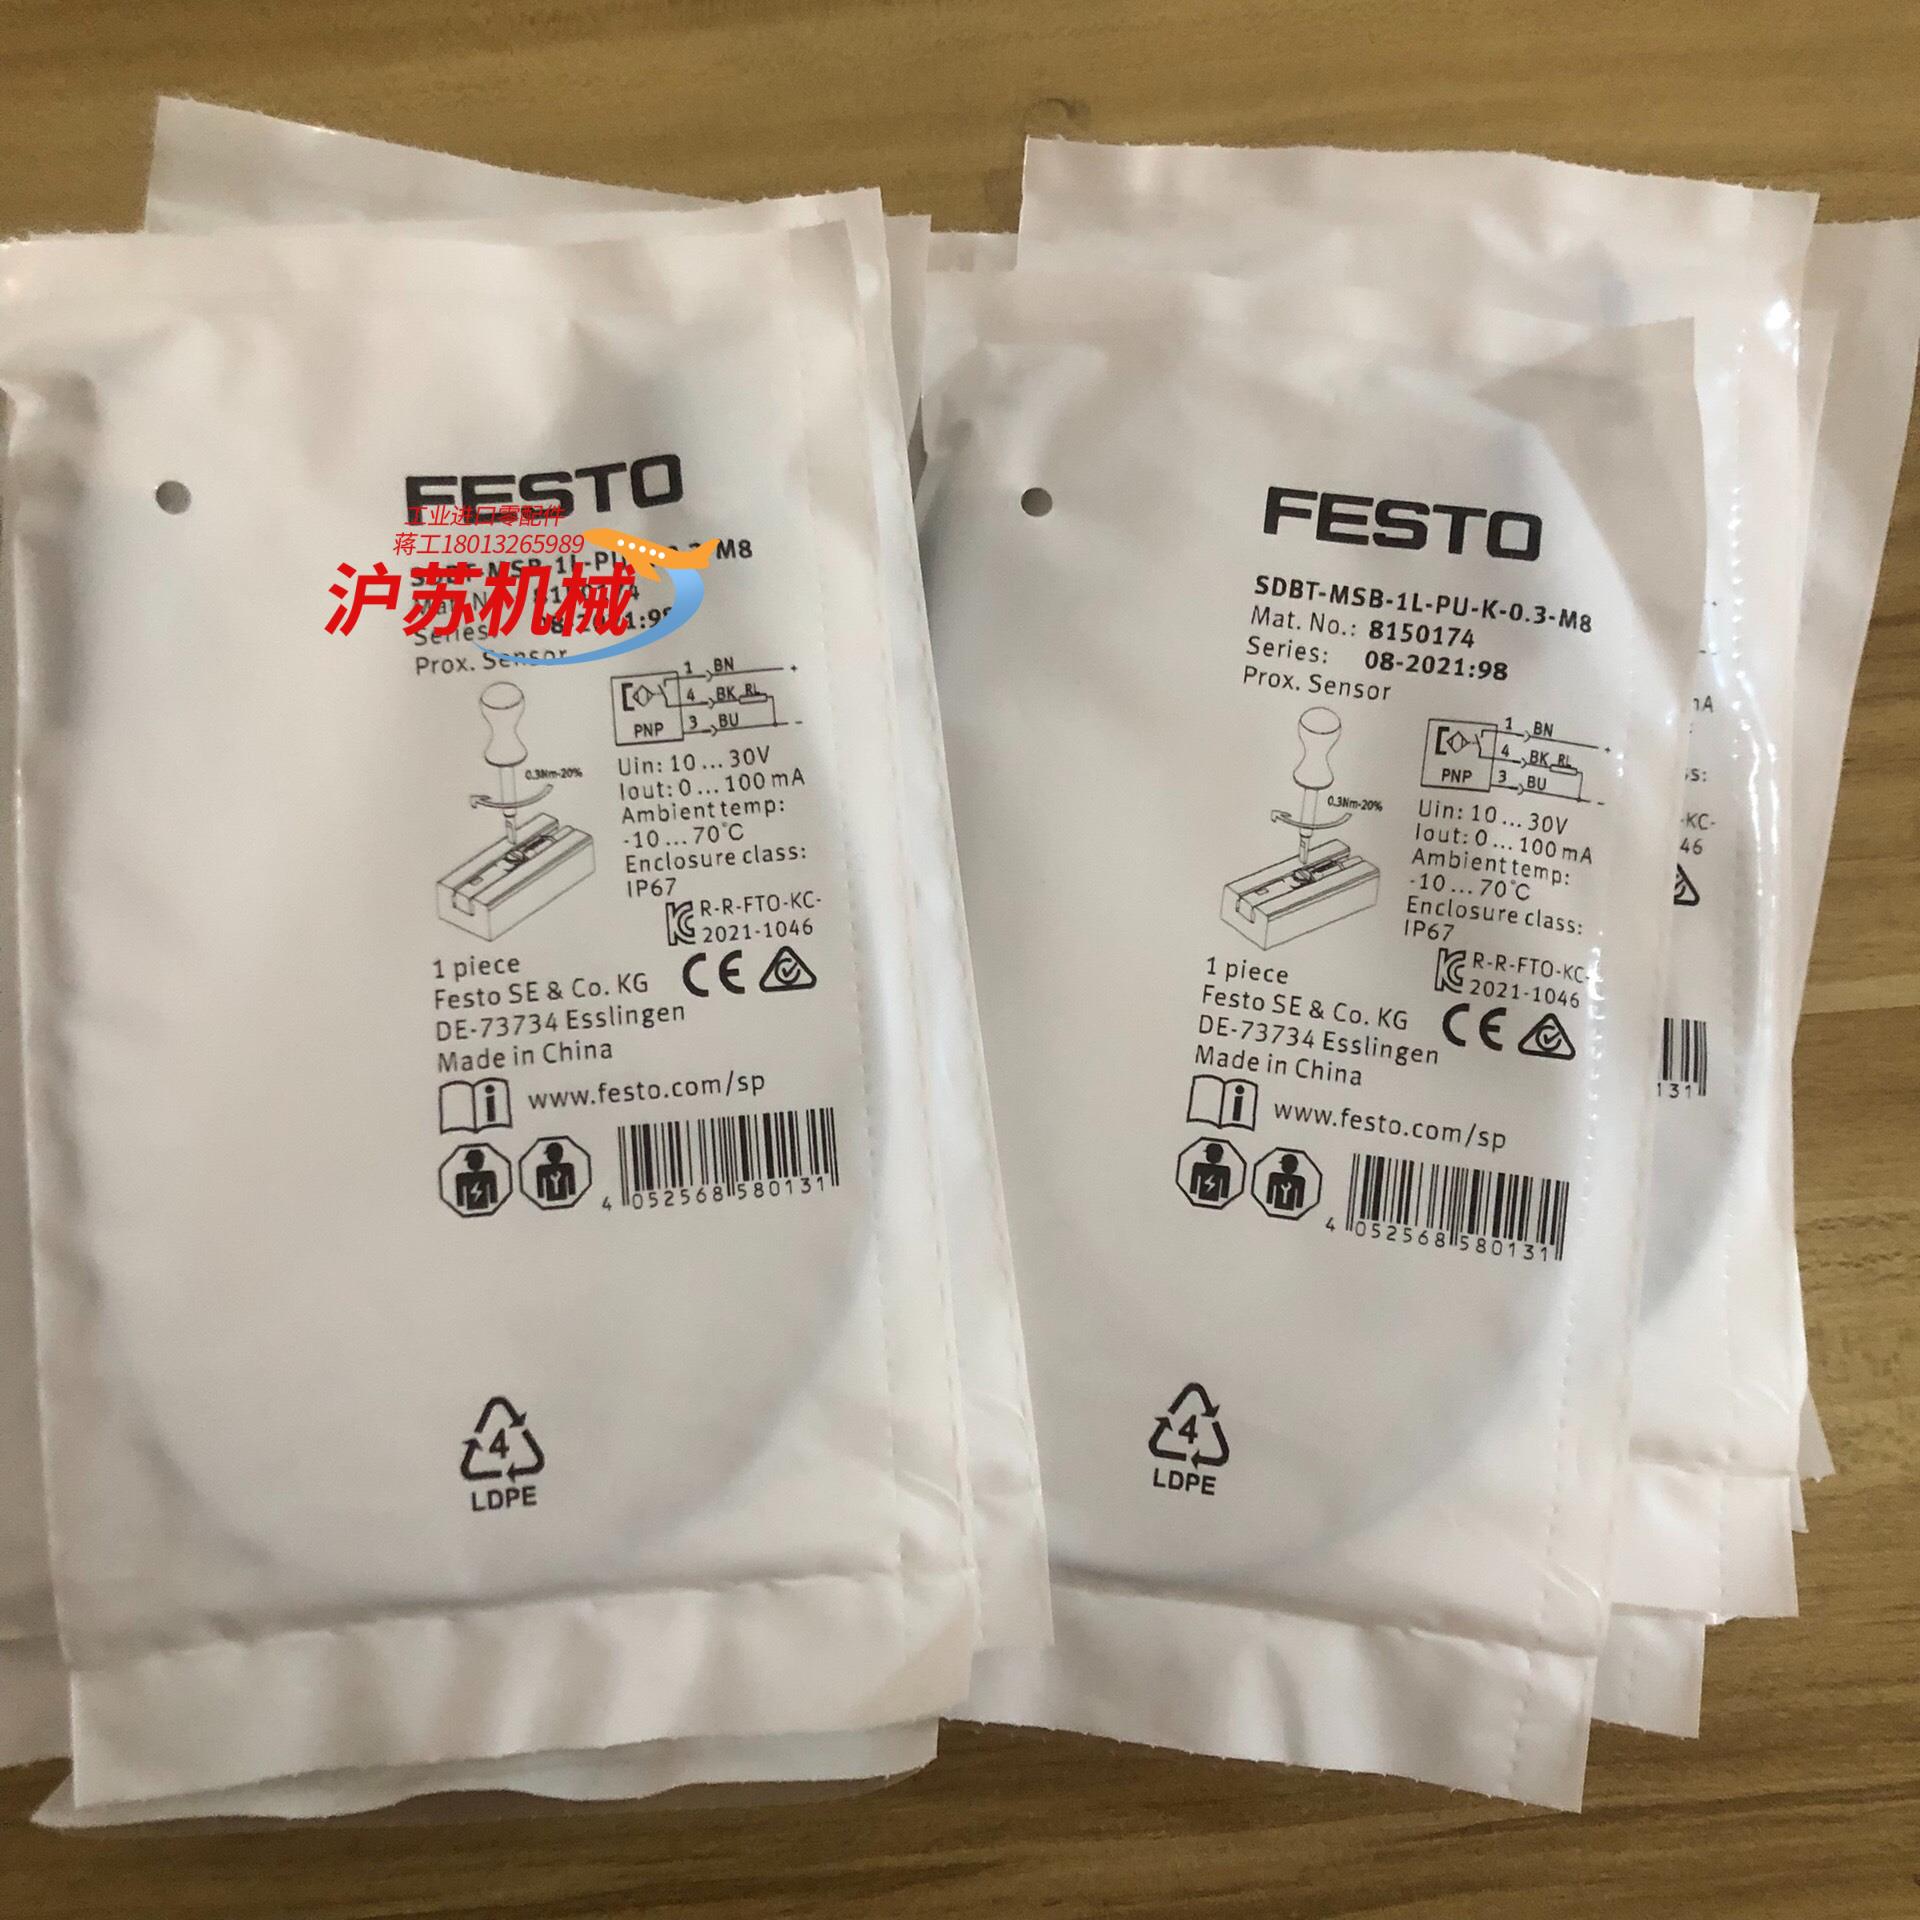 FESTO
工业进口零配件
蒋工18013265989
沪苏机械
M8
Prox. Sensor
1 BN +
4 BK RL
PNP 3 BU -
0.3Nm-20%
Uin: 10 ... 30V
Iout: 0 ... 100 mA
Ambient temp:
-10 ... 70°C
Enclosure class:
IP67
R-R-FTO-KC-
2021-1046
1 piece
Festo SE & Co. KG
CE
DE-73734 Esslingen
Made in China
www.festo.com/sp
4 052568 580131
4
LDPE
FESTO
SDBT-MSB-1L-PU-K-0.3-M8
Mat. No.: 8150174
Series: 08-2021:98
Prox. Sensor
1 BN +
4 BK RL
PNP 3 BU -
0.3Nm-20%
Uin: 10 ... 30V
Iout: 0 ... 100 mA
Ambient temp:
-10 ... 70°C
Enclosure class:
IP67
R-R-FTO-KC-
2021-1046
1 piece
Festo SE & Co. KG
CE
DE-73734 Esslingen
Made in China
www.festo.com/sp
4 052568 580131
4
LDPE
-KC-
46
131